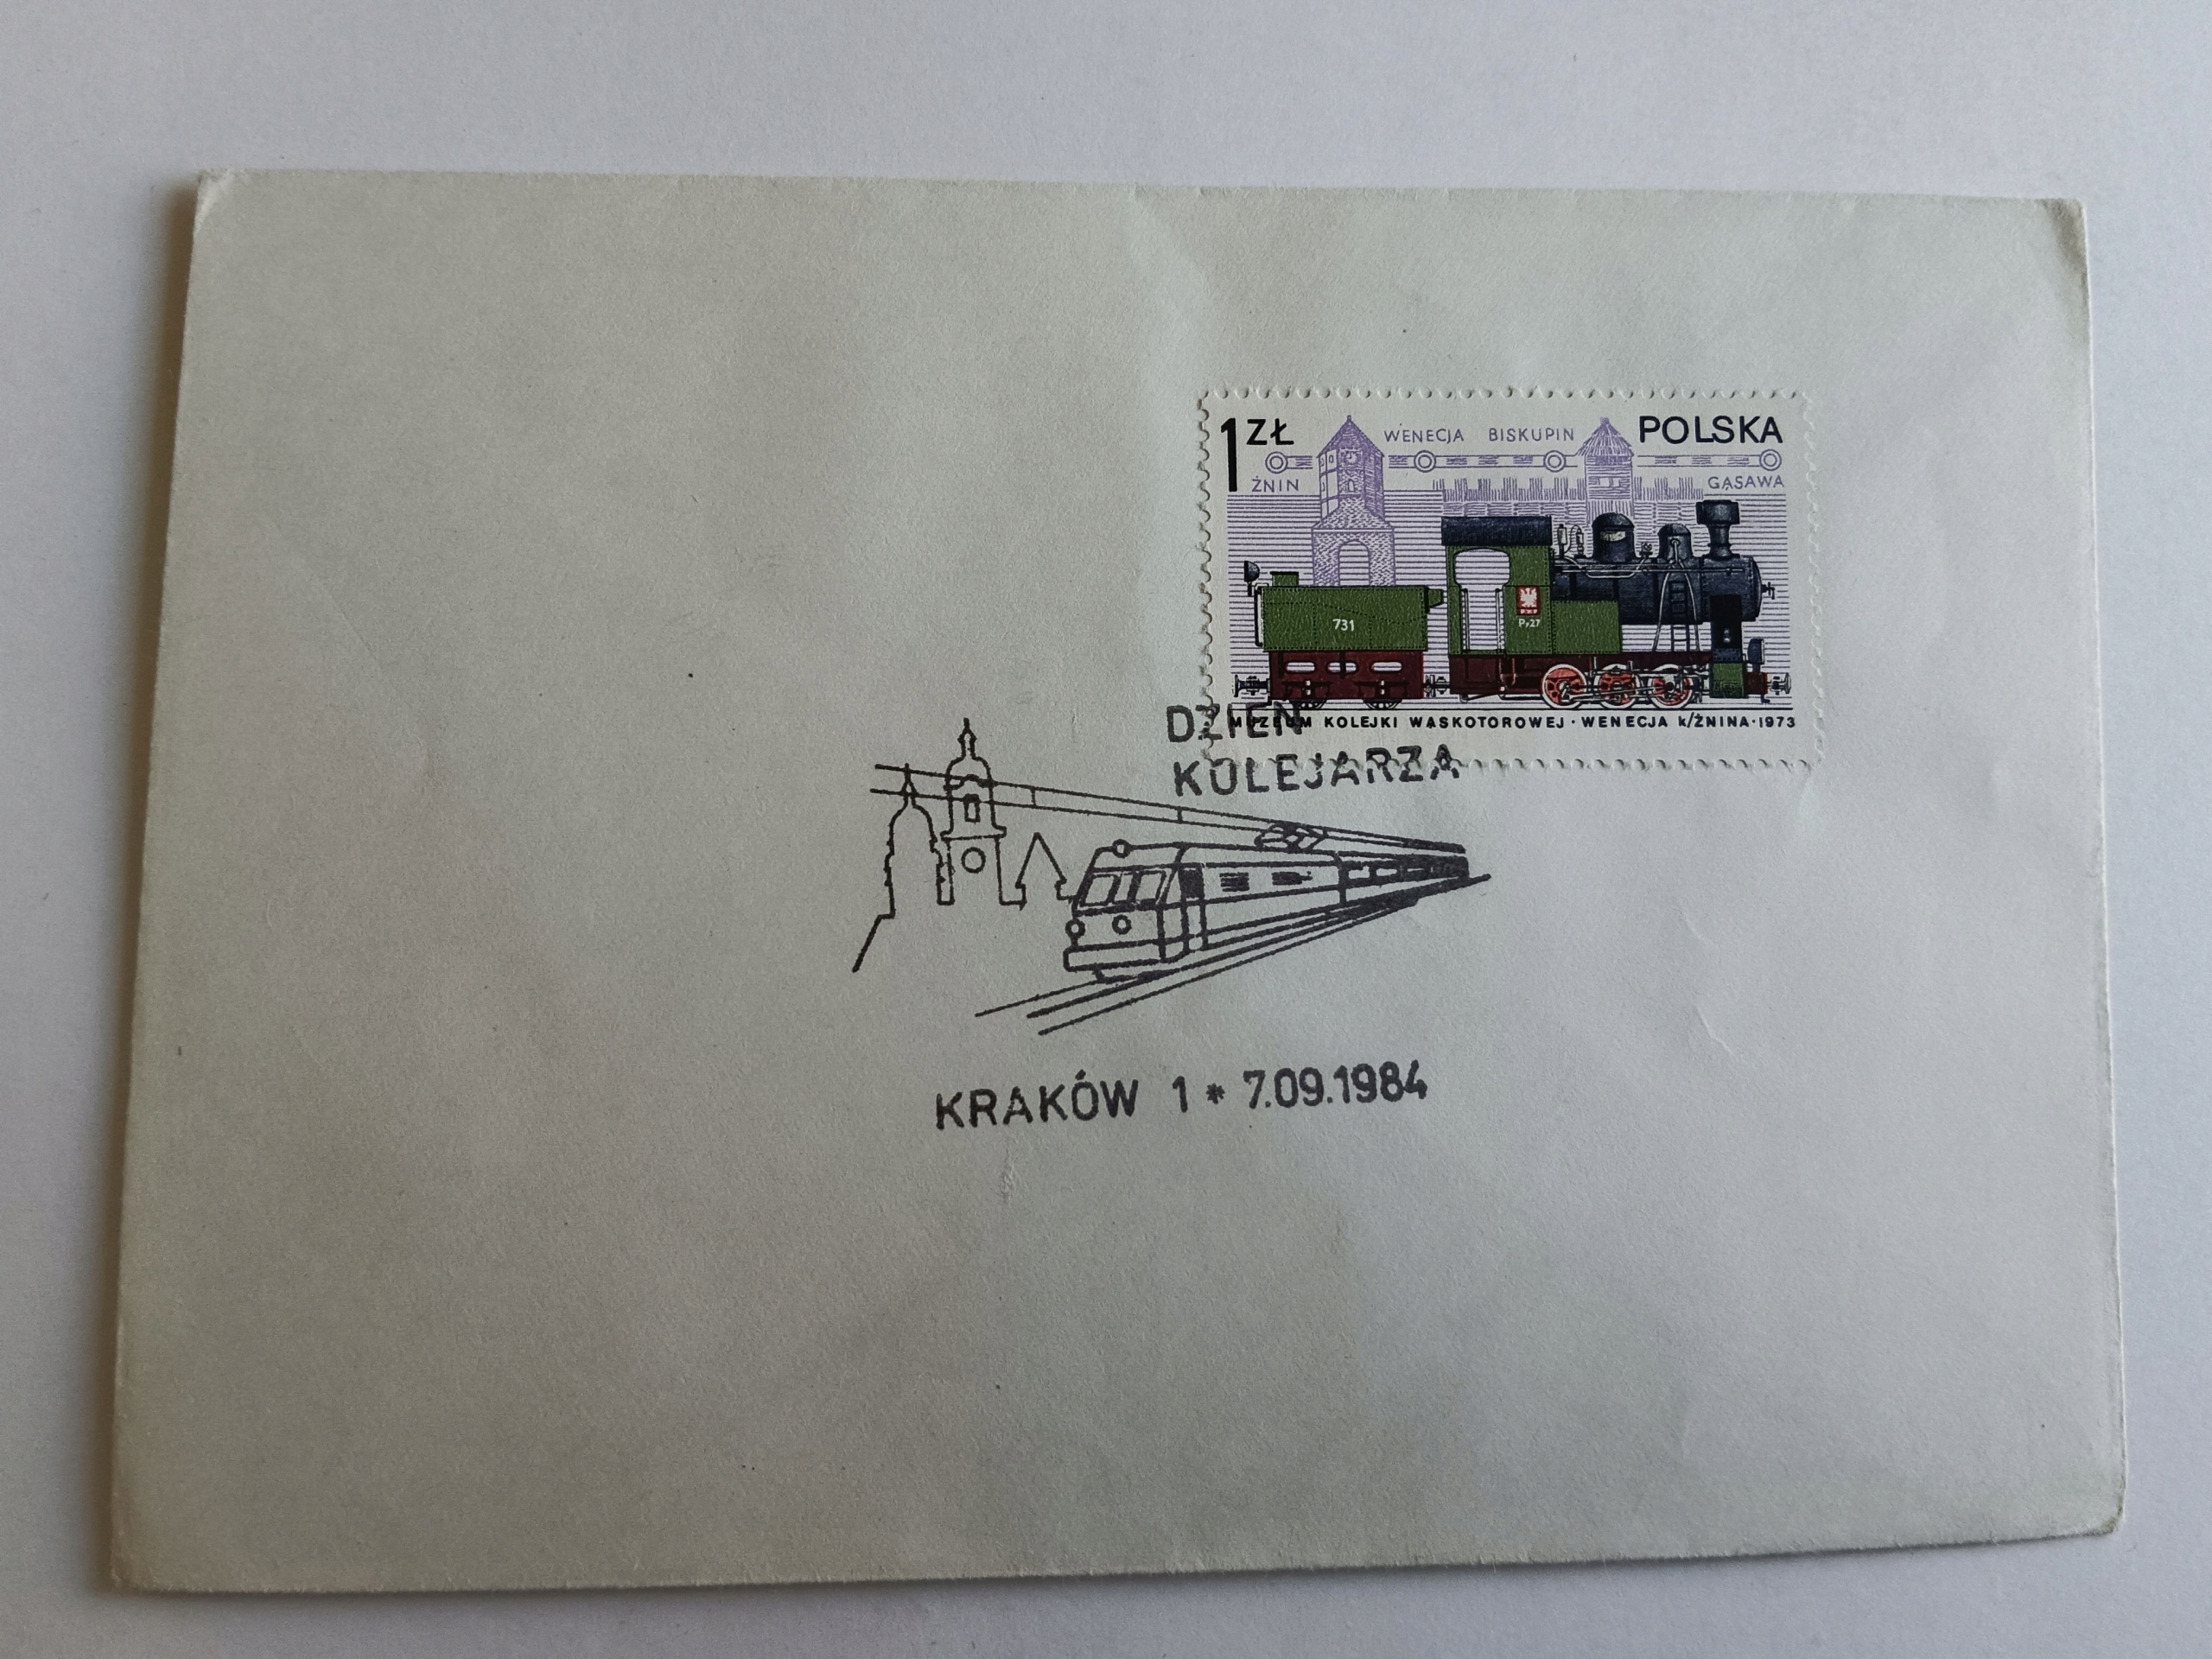 1 ZŁ WENECJA BISKUPIN POLSKA
ŻNIN GĄSAWA
731
Px27
MUZEUM KOLEJKI WĄSKOTOROWEJ · WENECJA k/ŻNINA · 1973
DZIEŃ
KOLEJARZA
KRAKÓW 1 * 7.09.1984